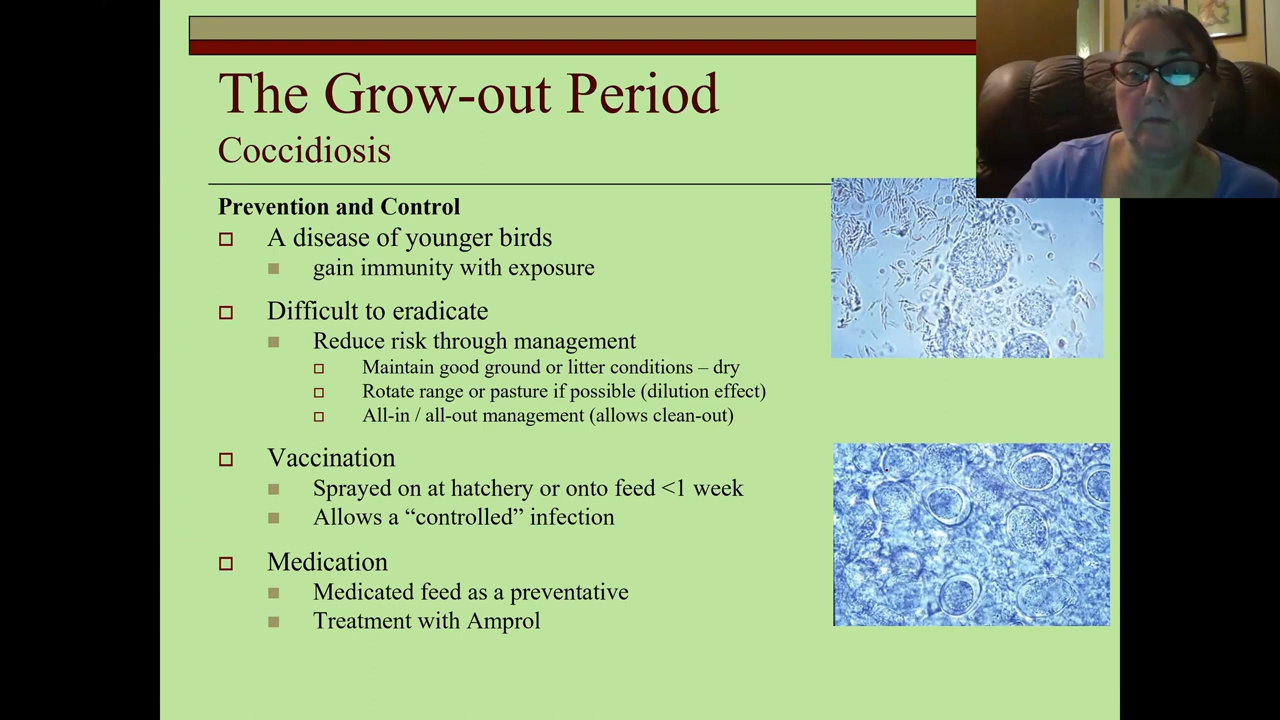 The Grow-out Period
Coccidiosis
Prevention and Control
A disease of younger birds
gain immunity with exposure
Difficult to eradicate
Reduce risk through management
Maintain good ground or litter conditions – dry
Rotate range or pasture if possible (dilution effect)
All-in / all-out management (allows clean-out)
Vaccination
Sprayed on at hatchery or onto feed <1 week
Allows a “controlled” infection
Medication
Medicated feed as a preventative
Treatment with Amprol